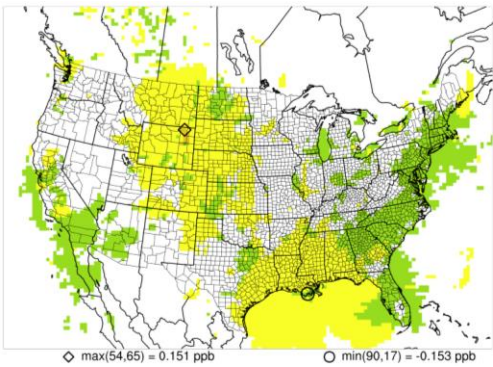 ◇ max(54,65) = 0.151 ppb ○ min(90,17) = -0.153 ppb